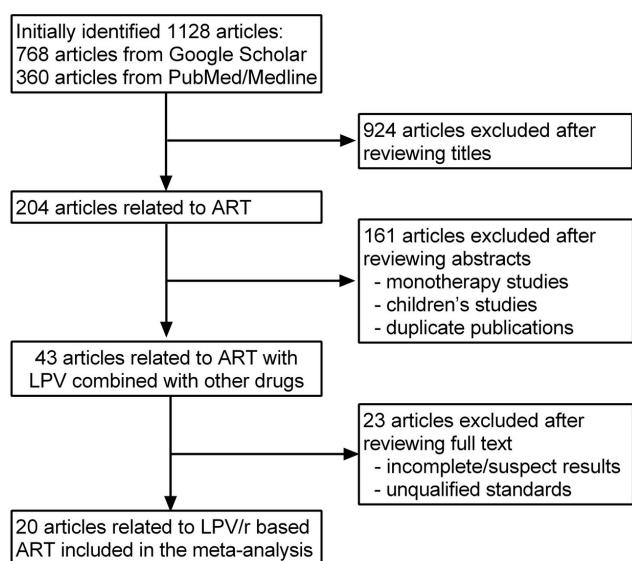 Initially identified 1128 articles:
768 articles from Google Scholar
360 articles from PubMed/Medline
924 articles excluded after
reviewing titles
204 articles related to ART
161 articles excluded after
reviewing abstracts
- monotherapy studies
- children's studies
- duplicate publications
43 articles related to ART with
LPV combined with other drugs
23 articles excluded after
reviewing full text
- incomplete/suspect results
- unqualified standards
20 articles related to LPV/r based
ART included in the meta-analysis